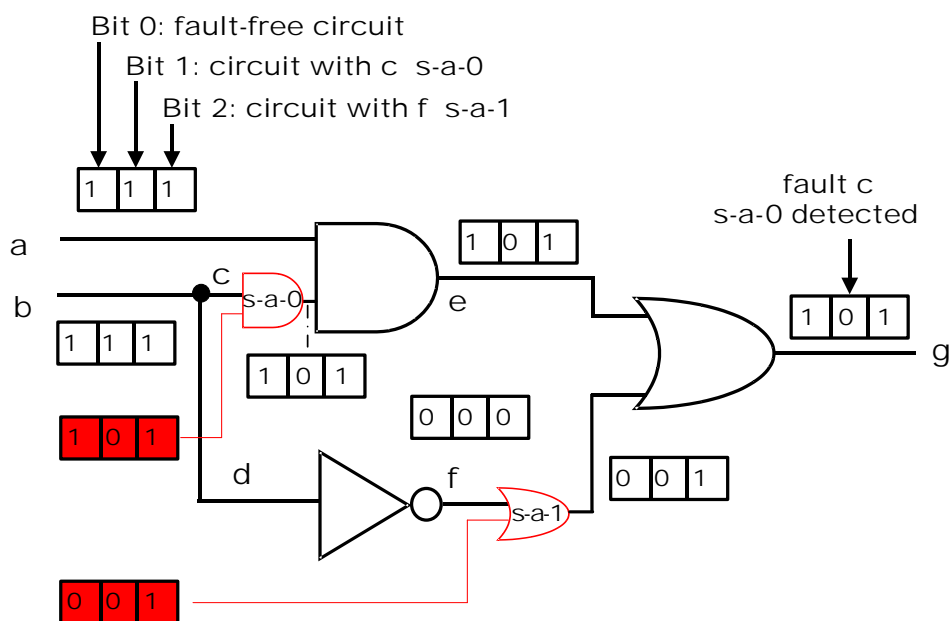 Bit 0: fault-free circuit
Bit 1: circuit with c s-a-0
Bit 2: circuit with f s-a-1
1 1 1
fault c
s-a-0 detected
a
1 0 1
c
s-a-0
e
b
1 0 1
1 1 1
g
1 0 1
0 0 0
1 0 1
d
f
0 0 1
s-a-1
0 0 1